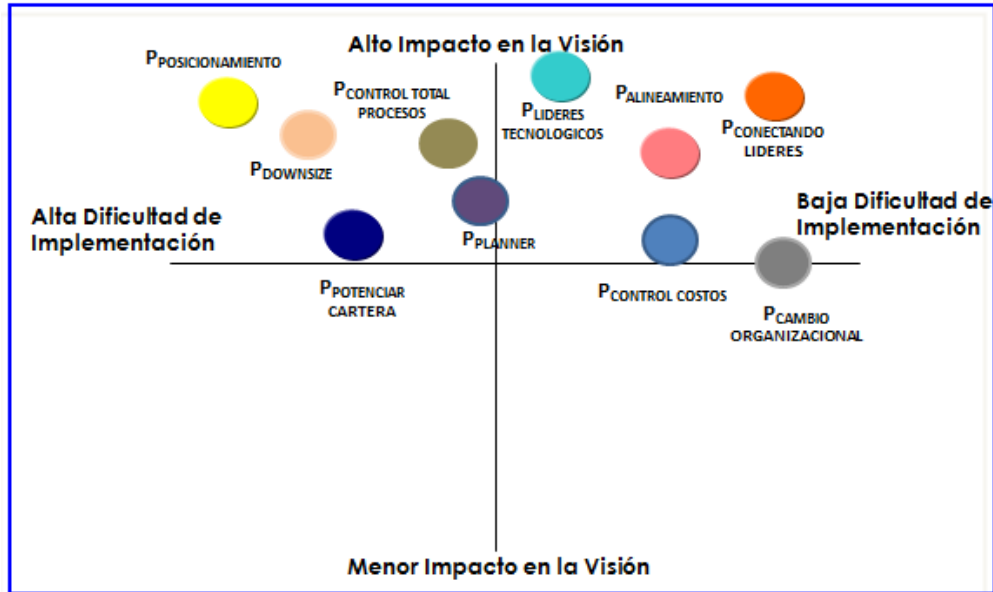 Alto Impacto en la Visión
PPOSICIONAMIENTO
PCONTROL TOTAL
PROCESOS
PLIDERES
TECNOLOGICOS
PALINEAMIENTO
PCONECTANDO
LIDERES
PDOWNSIZE
Alta Dificultad de
Implementación
Baja Dificultad de
Implementación
PPLANNER
PPOTENCIAR
CARTERA
PCONTROL COSTOS
PCAMBIO
ORGANIZACIONAL
Menor Impacto en la Visión